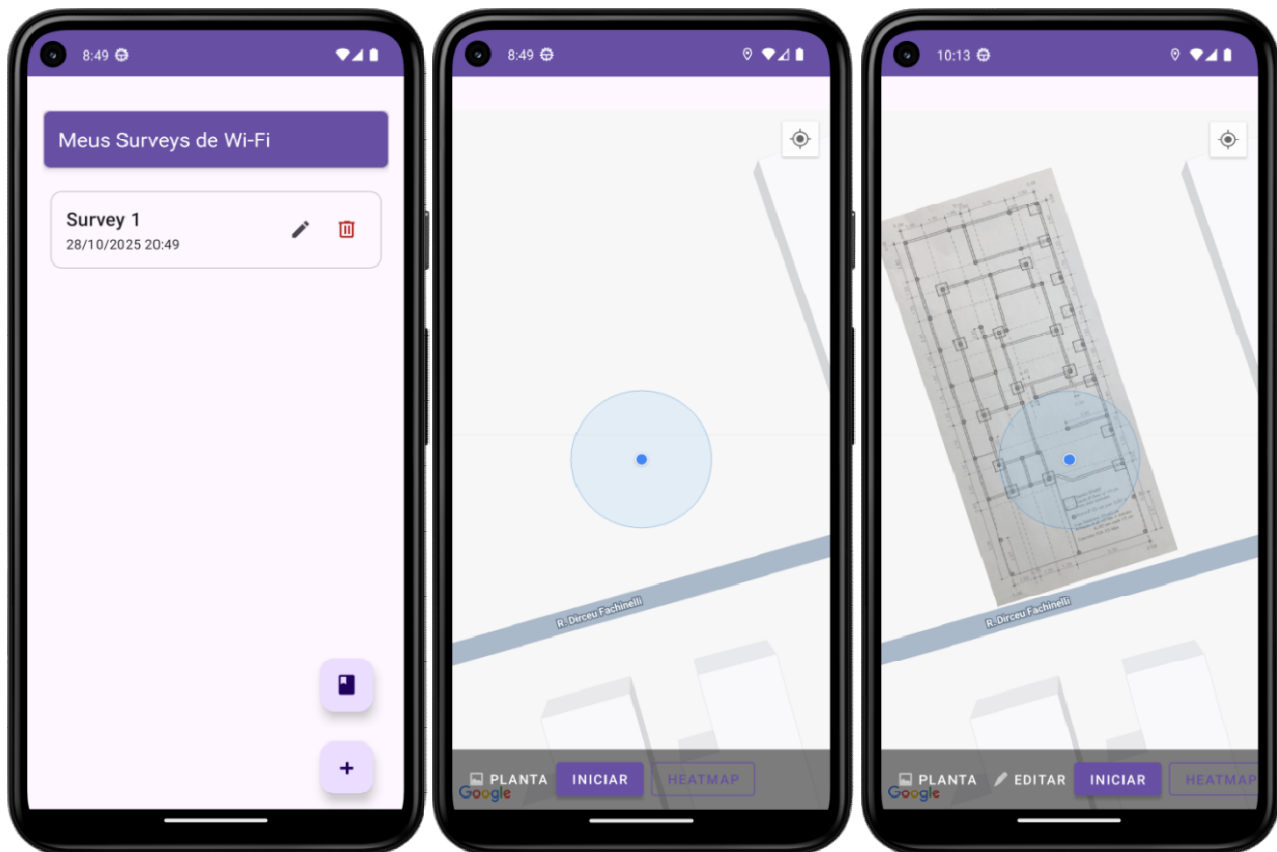 8:49
Meus Surveys de Wi-Fi
Survey 1
28/10/2025 20:49
+
8:49
R. Dirceu Fachinelli
PLANTA
INICIAR
HEATMAP
Google
10:13
R. Dirceu Fachinelli
PLANTA
EDITAR
INICIAR
HEATMAP
Google